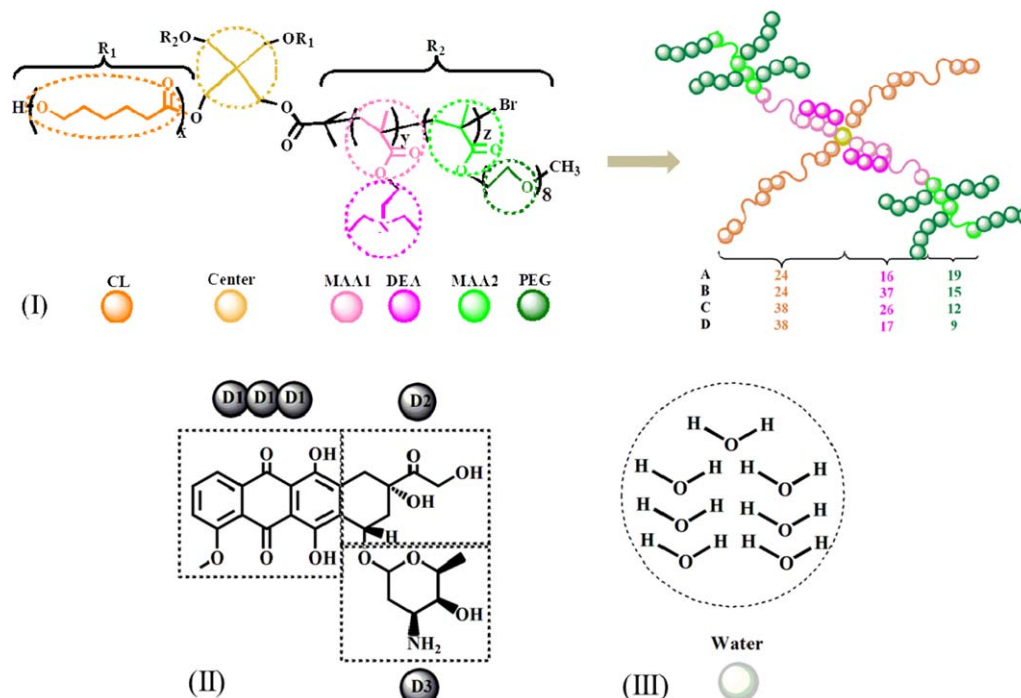 R1
R2O
OR1
R2
H
O
O
X
O
O
O
Y
O
O
Z
Br
O
O
O
CH3
8
CL
Center
MAA1
DEA
MAA2
PEG
(I)
A 24 16 19
B 24 37 15
C 38 26 12
D 38 17 9
D1 D1 D1
D2
O
OH
O
OH
OH
O
O
OH
H
O
O
OH
NH2
D3
(II)
H H
O
H H H H
O O
H H H H
O O
H H H H
O O
Water
(III)